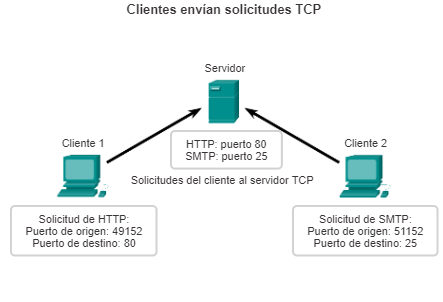 Clientes envían solicitudes TCP
Servidor
HTTP: puerto 80
SMTP: puerto 25
Cliente 1
Cliente 2
Solicitudes del cliente al servidor TCP
Solicitud de HTTP:
Puerto de origen: 49152
Puerto de destino: 80
Solicitud de SMTP:
Puerto de origen: 51152
Puerto de destino: 25